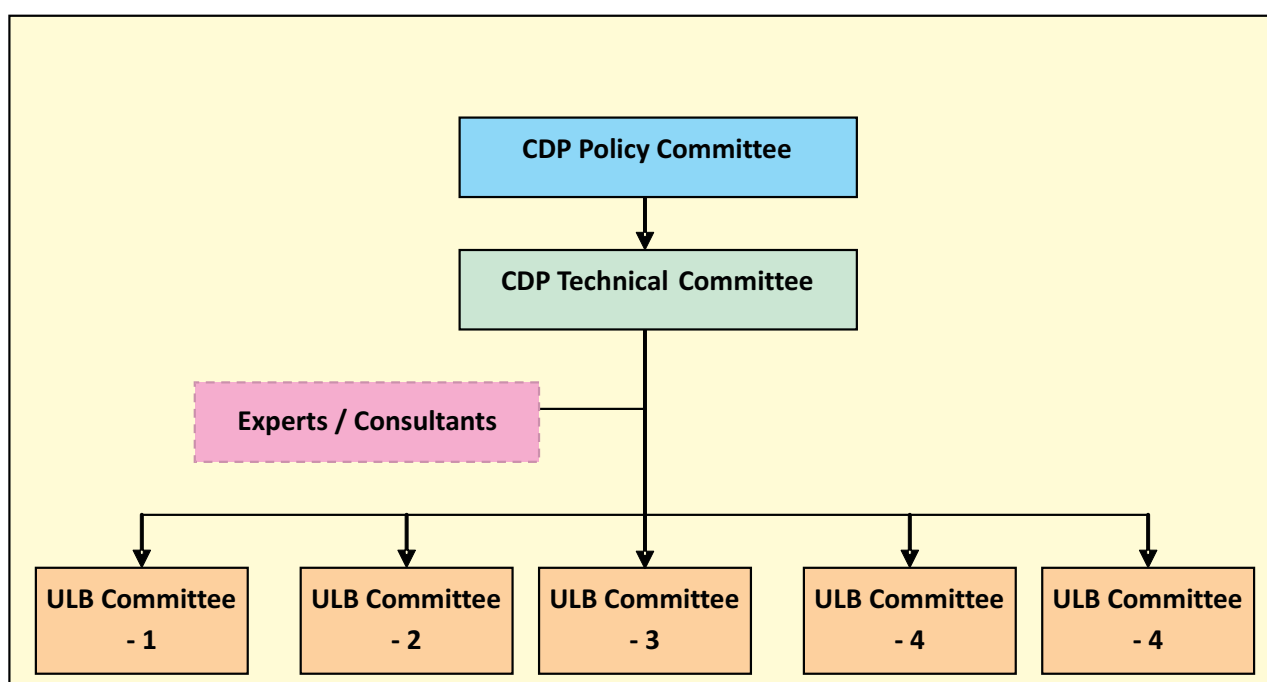 CDP Policy Committee
CDP Technical Committee
Experts / Consultants
ULB Committee
- 1
ULB Committee
- 2
ULB Committee
- 3
ULB Committee
- 4
ULB Committee
- 4